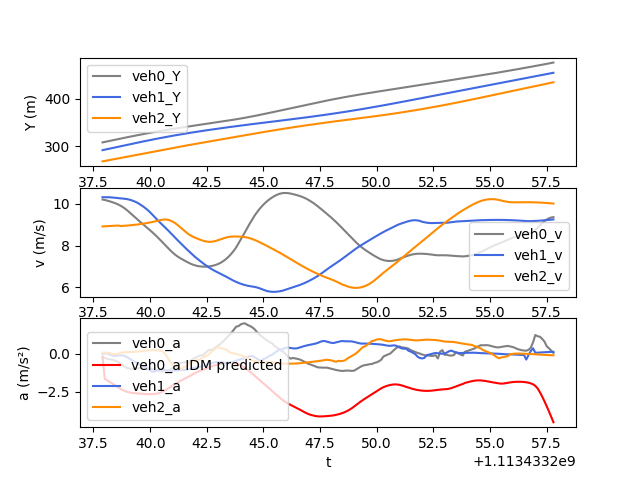 Y (m)
400
300
veh0_Y
veh1_Y
veh2_Y
37.5 40.0 42.5 45.0 47.5 50.0 52.5 55.0 57.5
v (m/s)
10
8
6
veh0_v
veh1_v
veh2_v
37.5 40.0 42.5 45.0 47.5 50.0 52.5 55.0 57.5
a (m/s²)
0.0
−2.5
veh0_a
veh0_a IDM predicted
veh1_a
veh2_a
37.5 40.0 42.5 45.0 47.5 50.0 52.5 55.0 57.5
t
+1.1134332e9